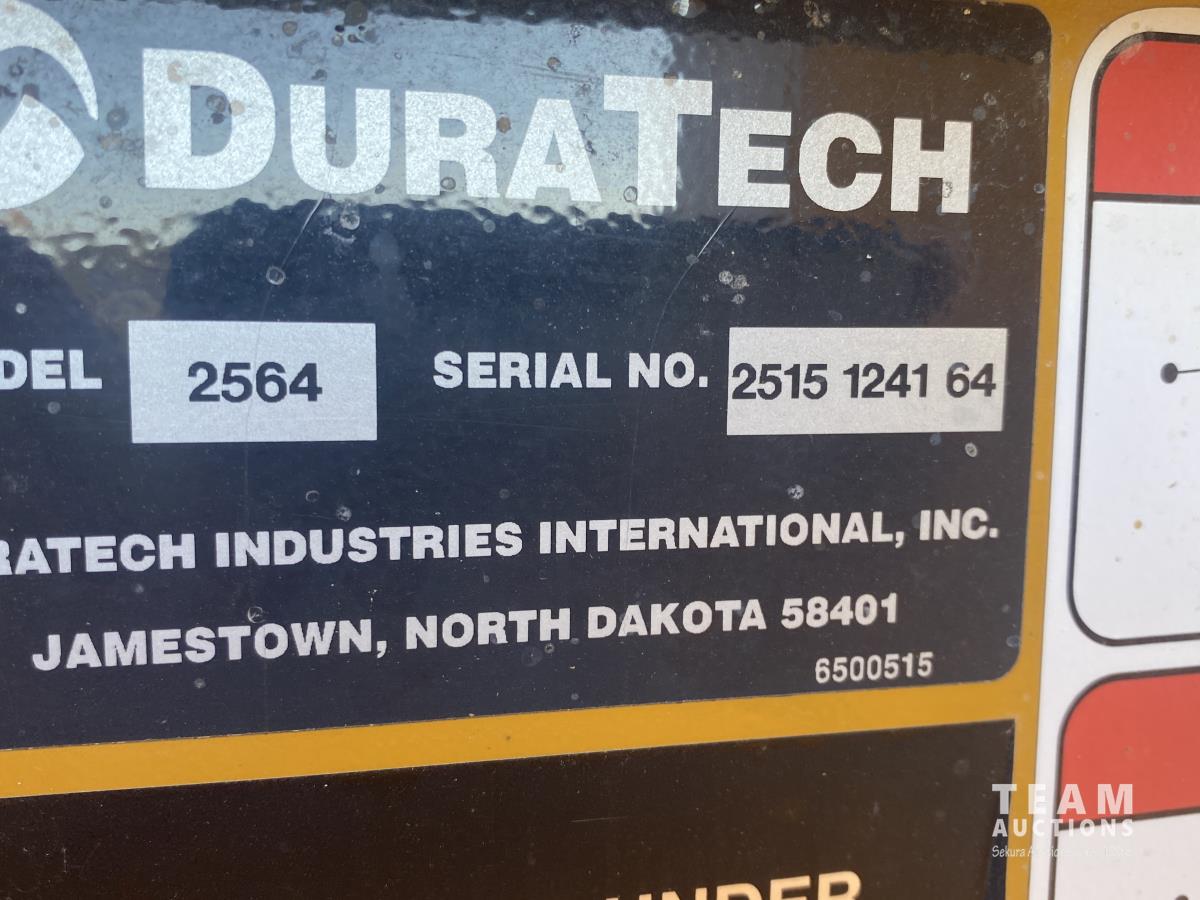 DURATECH
DEL 2564 SERIAL NO. 2515 1241 64
RATECH INDUSTRIES INTERNATIONAL, INC.
JAMESTOWN, NORTH DAKOTA 58401
6500515
UNDER
TEAM
AUCTIONS